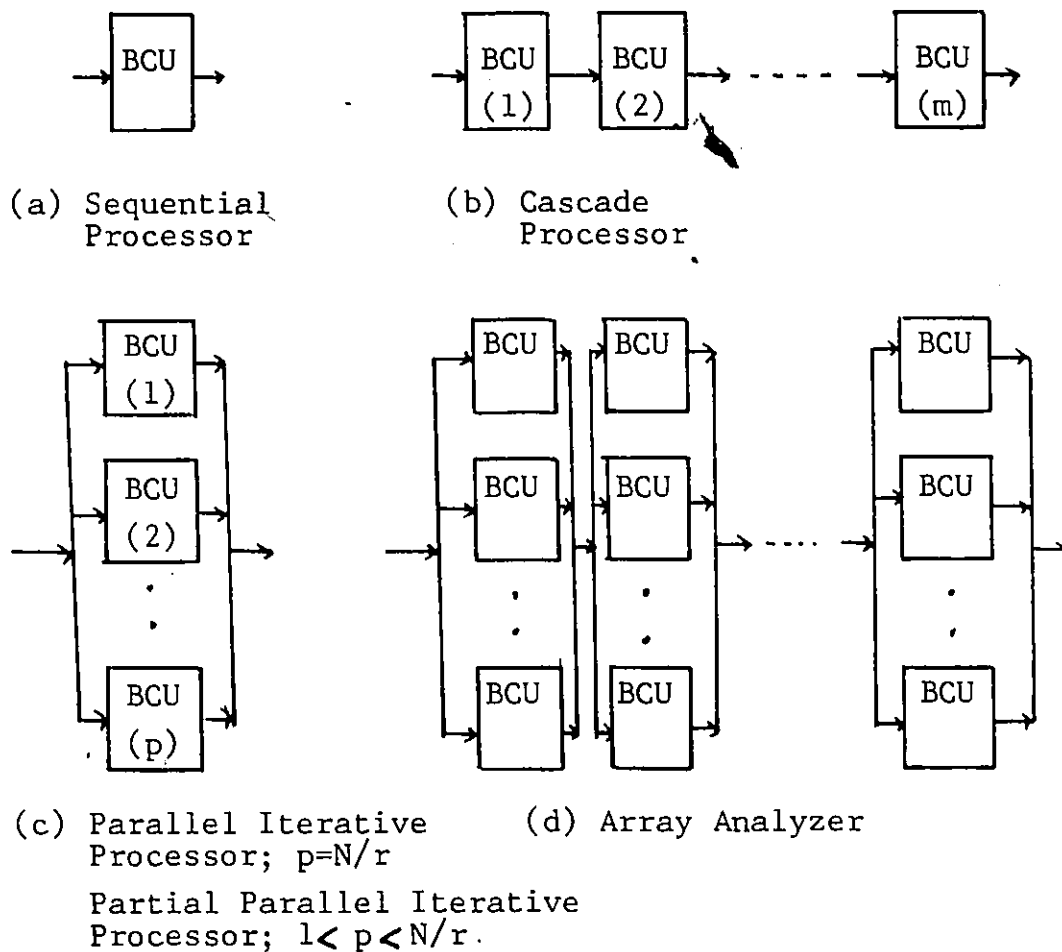 BCU
BCU
(1)
BCU
(2)
BCU
(m)
(a) Sequential
Processor
(b) Cascade
Processor
BCU
(1)
BCU
(2)
BCU
(p)
BCU
BCU
BCU
BCU
BCU
BCU
BCU
BCU
BCU
(c) Parallel Iterative
Processor; p=N/r
Partial Parallel Iterative
Processor; 1< p<N/r.
(d) Array Analyzer